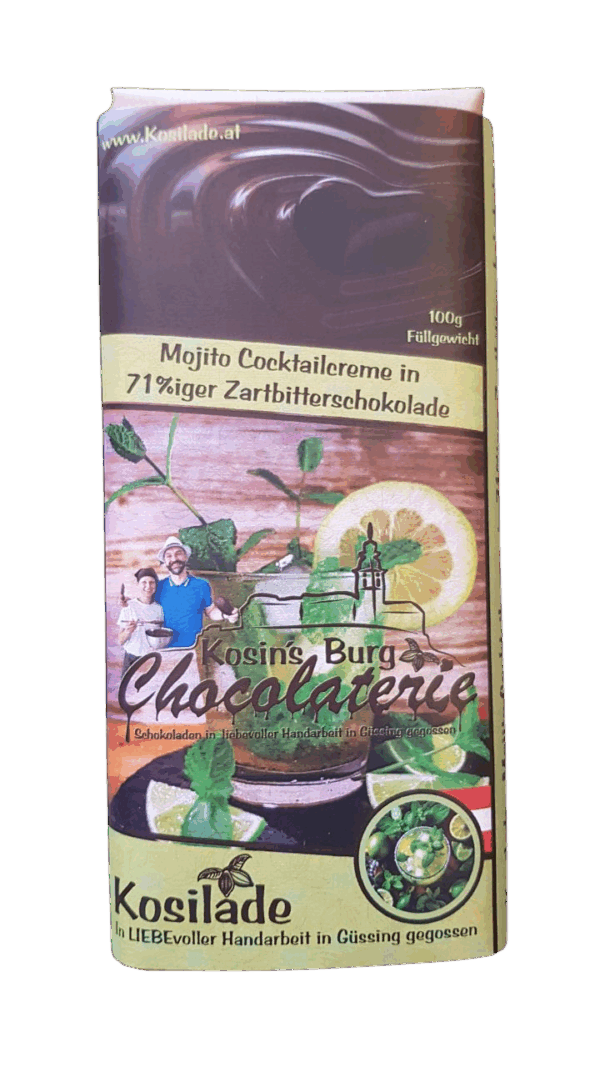 www.Kosilade.at
100g
Füllgewicht
Mojito Cocktailcreme in
71%iger Zartbitterschokolade
Kosin's Burg
Chocolaterie
Schokoladen in liebevoller Handarbeit in Güssing gegossen
Kosilade
In LIEBEvoller Handarbeit in Güssing gegossen